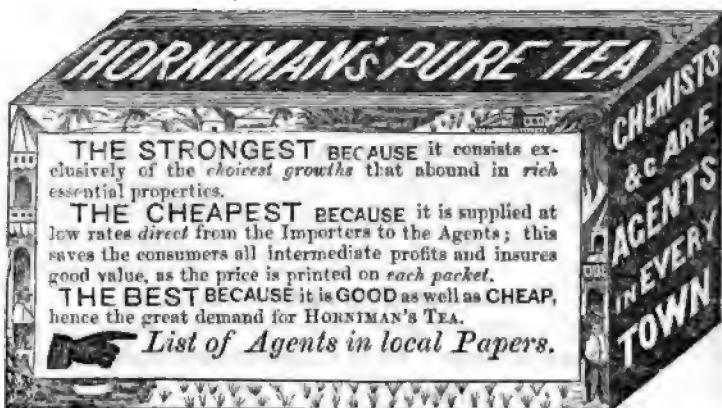 HORNIMAN'S PURE TEA
THE STRONGEST BECAUSE it consists ex-
clusively of the choicest growths that abound in rich
essential properties.
THE CHEAPEST BECAUSE it is supplied at
low rates direct from the Importers to the Agents; this
saves the consumers all intermediate profits and insures
good value, as the price is printed on each packet.
THE BEST BECAUSE it is GOOD as well as CHEAP,
hence the great demand for HORNIMAN'S TEA.
List of Agents in local Papers.
CHEMISTS
&c ARE
AGENTS
IN EVERY
TOWN